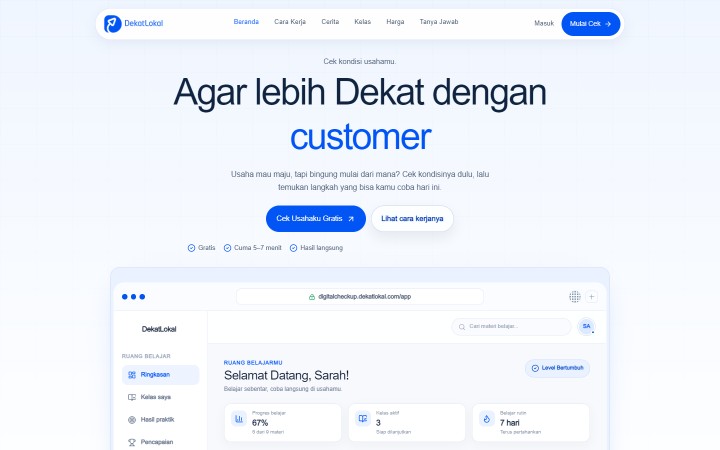 DekatLokal
Beranda Cara Kerja Cerita Kelas Harga Tanya Jawab
Masuk
Mulai Cek
Cek kondisi usahamu.
Agar lebih Dekat dengan
customer
Usaha mau maju, tapi bingung mulai dari mana? Cek kondisinya dulu, lalu
temukan langkah yang bisa kamu coba hari ini.
Cek Usahaku Gratis
Lihat cara kerjanya
Gratis Cuma 5–7 menit Hasil langsung
digitalcheckup.dekatlokal.com/app
DekatLokal
Cari materi belajar...
SA
RUANG BELAJAR
Ringkasan
Kelas saya
Hasil praktik
Pencapaian
RUANG BELAJARMU
Selamat Datang, Sarah!
Belajar sebentar, coba langsung di usahamu.
Level Bertumbuh
Progres belajar
67%
6 dari 9 materi
Kelas aktif
3
Siap dilanjutkan
Belajar rutin
7 hari
Terus pertahankan